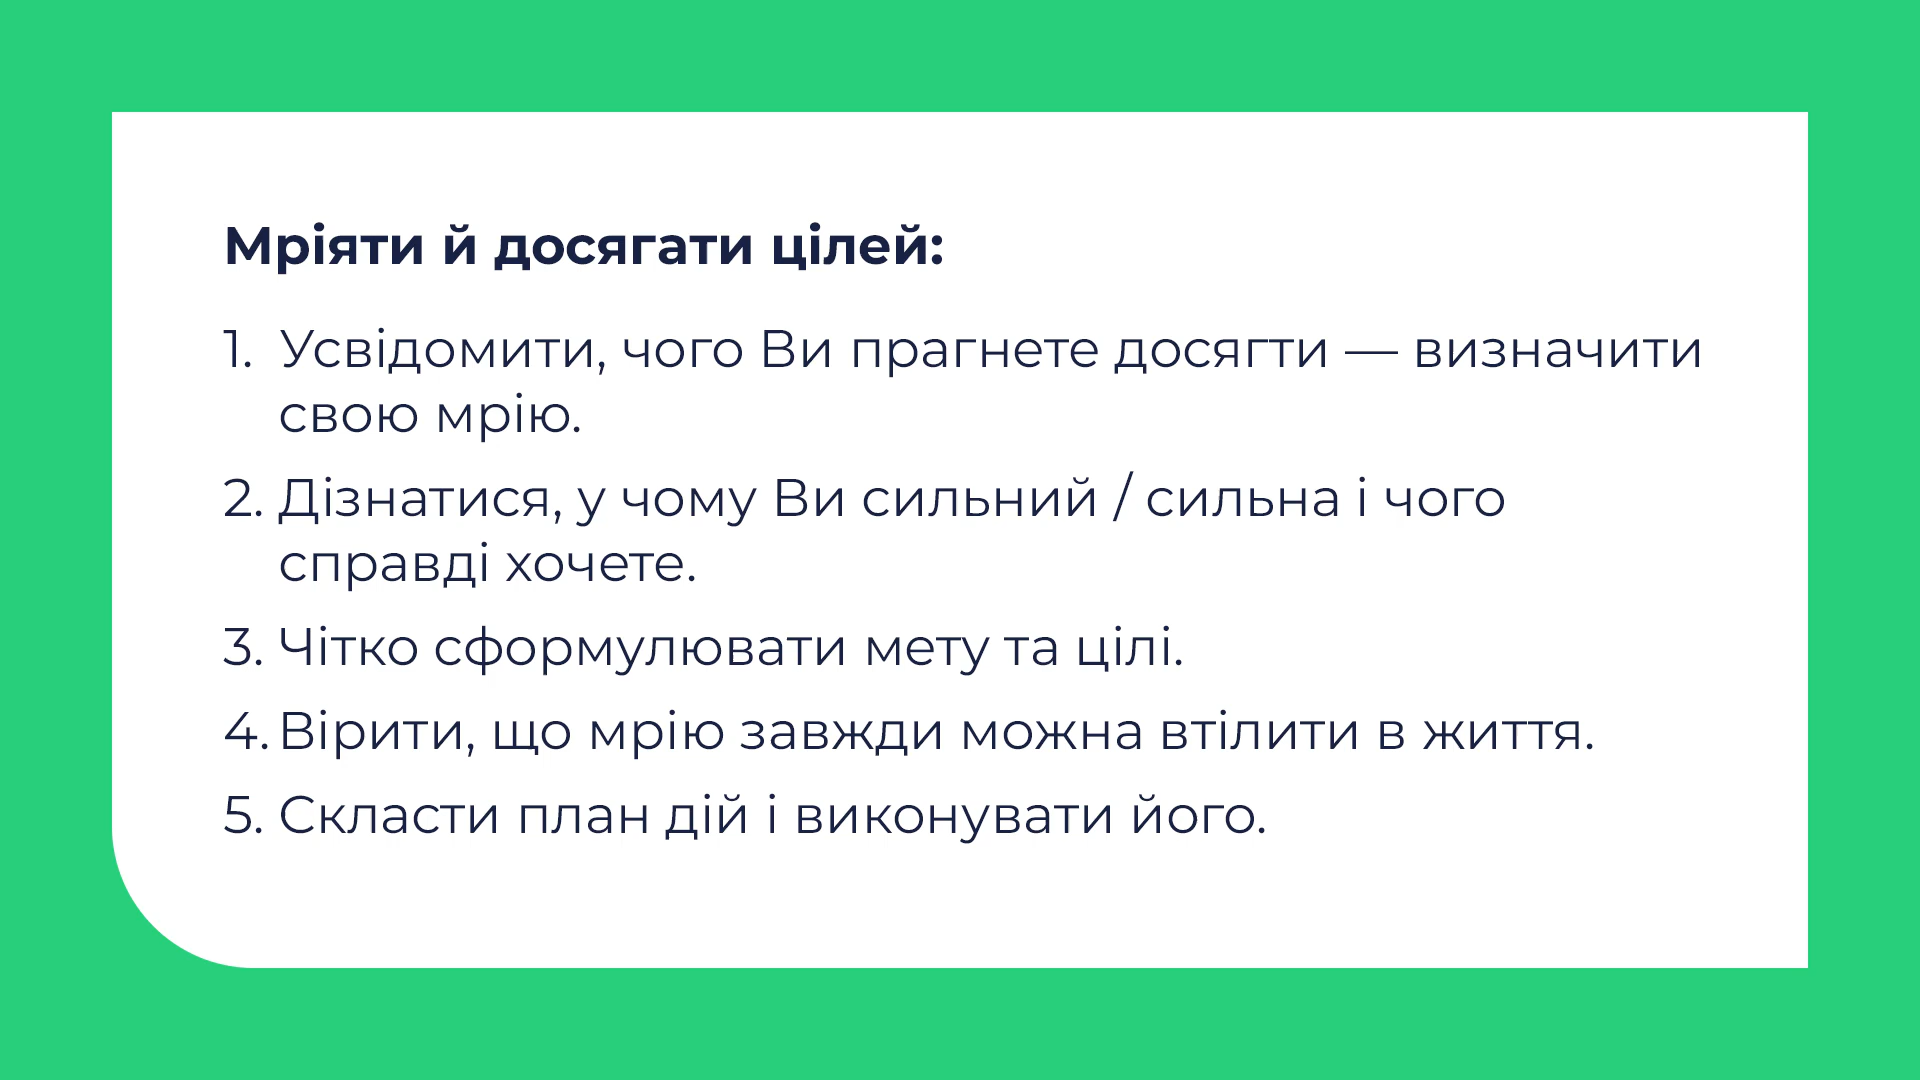 Мріяти й досягати цілей:
1. Усвідомити, чого Ви прагнете досягти — визначити
свою мрію.
2. Дізнатися, у чому Ви сильний / сильна і чого
справді хочете.
3. Чітко сформулювати мету та цілі.
4. Вірити, що мрію завжди можна втілити в життя.
5. Скласти план дій і виконувати його.